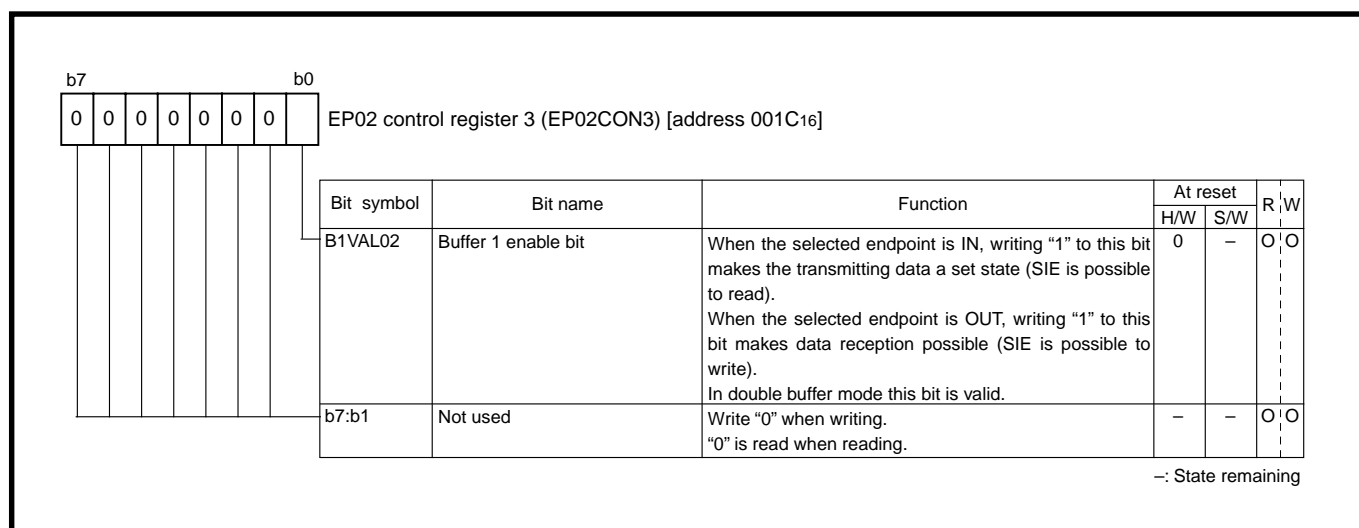 b7 b0
0 0 0 0 0 0 0 EP02 control register 3 (EP02CON3) [address 001C16]
Bit symbol Bit name Function At reset R W
H/W S/W
B1VAL02 Buffer 1 enable bit When the selected endpoint is IN, writing “1” to this bit 0 – O O
makes the transmitting data a set state (SIE is possible
to read).
When the selected endpoint is OUT, writing “1” to this
bit makes data reception possible (SIE is possible to
write).
In double buffer mode this bit is valid.
b7:b1 Not used Write “0” when writing. – – O O
“0” is read when reading.
–: State remaining